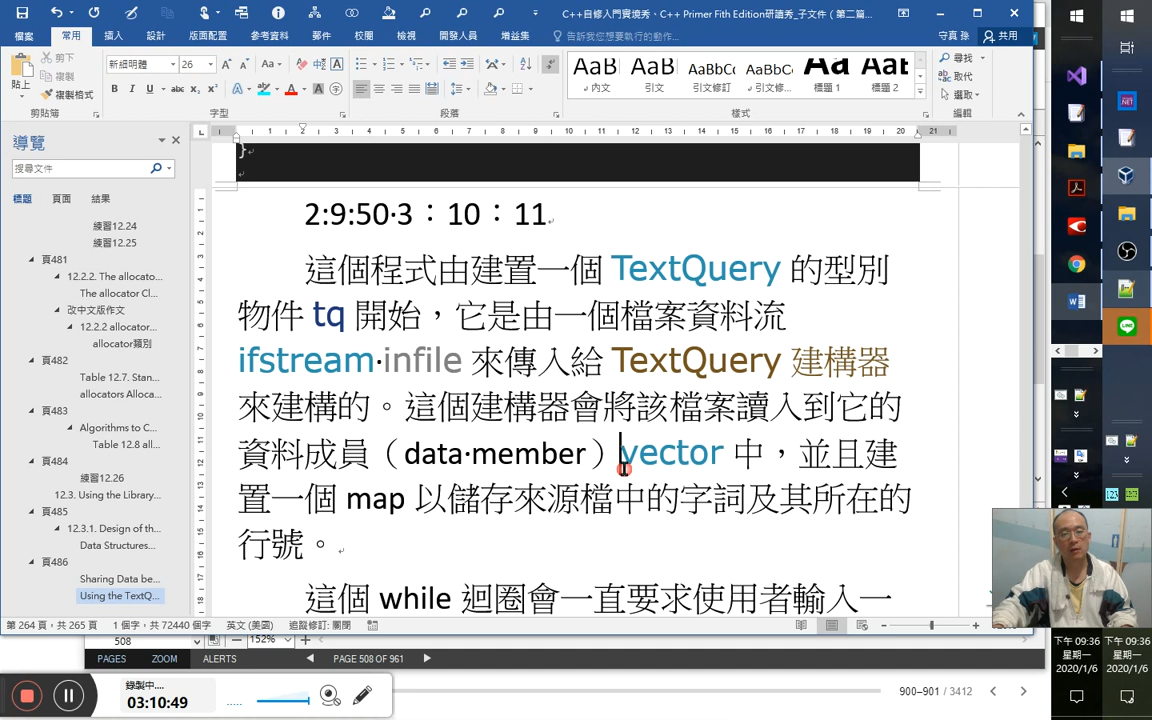 C++自修入門實境秀、C++ Primer Fifth Edition研讀秀_子文件（第二篇...
檔案 常用 插入 設計 版面配置 參考資料 郵件 校閱 檢視 開發人員 增益集 告訴我您想要執行的動作... 守真 孫 共用
貼上 剪下 複製 複製格式
新細明體 26
AaB AaB AaBbCc AaBbCc AaB AaB
內文 引文 引文修訂 引文修... 標題 1 標題 2
尋找 取代 選取
剪貼簿 字型 段落 樣式 編輯
導覽
搜尋文件
標題 頁面 結果
練習12.24
練習12.25
頁481
12.2.2. The allocato...
The allocator Cl...
改中文版作文
12.2.2 allocator...
allocator類別
頁482
Table 12.7. Stan...
allocators Alloca...
頁483
Algorithms to C...
Table 12.8 all...
頁484
練習12.26
12.3. Using the Library...
頁485
12.3.1. Design of th...
Data Structures...
頁486
Sharing Data be...
Using the TextQ...
}
2:9:50·3：10：11
這個程式由建置一個 TextQuery 的型別
物件 tq 開始，它是由一個檔案資料流
ifstream·infile 來傳入給 TextQuery 建構器
來建構的。這個建構器會將該檔案讀入到它的
資料成員（data·member）vector 中，並且建
置一個 map 以儲存來源檔中的字詞及其所在的
行號。
這個 while 迴圈會一直要求使用者輸入一
第 264 頁，共 265 頁 1 個字，共 72440 個字 英文 (美國) 追蹤修訂: 關閉
508 152%
PAGES ZOOM ALERTS PAGE 508 OF 961
錄製中....
03:10:49
900–901 / 3412
下午 09:36
星期一
2020/1/6
下午 09:36
星期一
2020/1/6